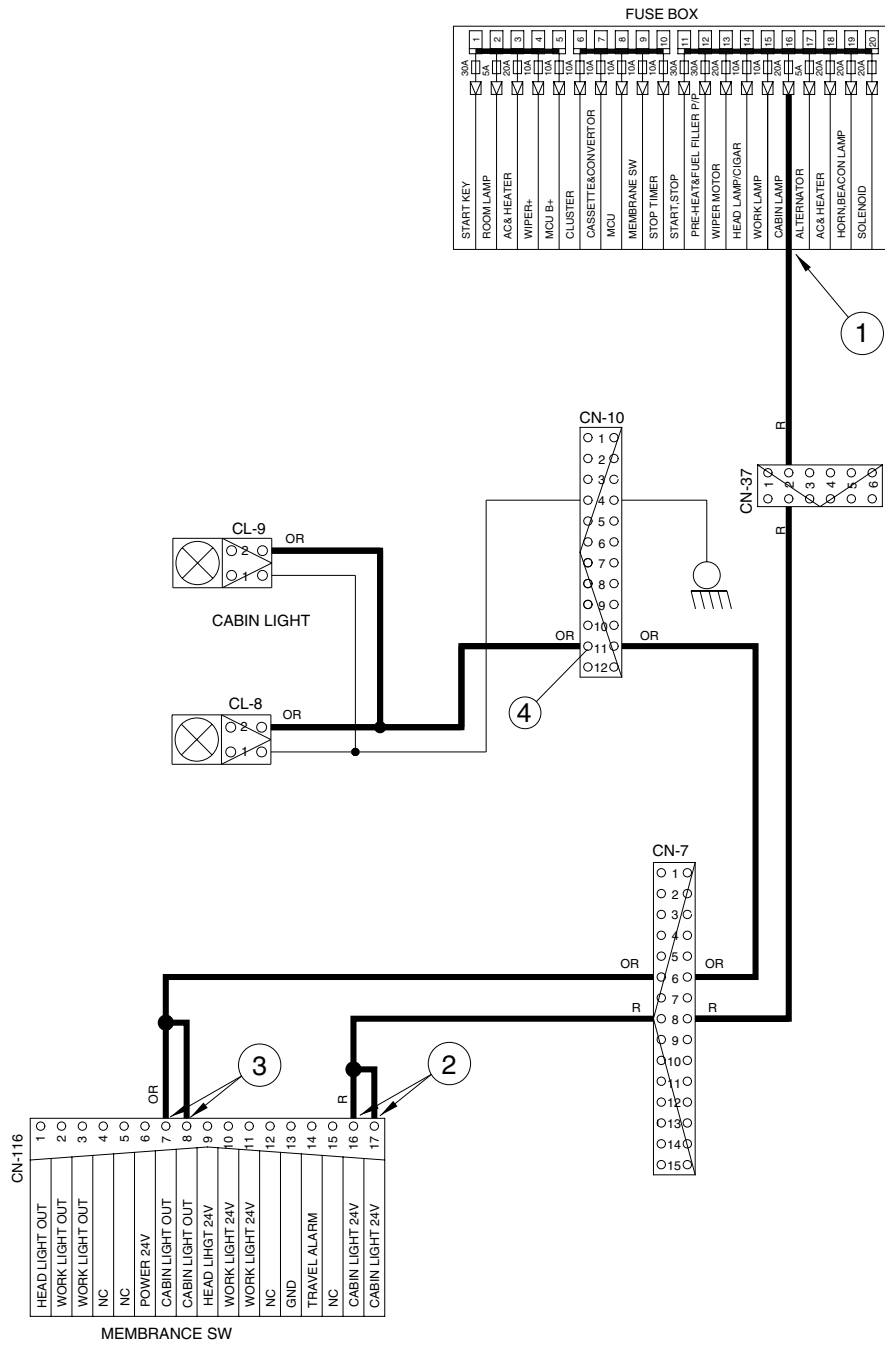 FUSE BOX
1 2 3 4 5 6 7 8 9 10 11 12 13 14 15 16 17 18 19 20
30A 5A 20A 10A 10A 10A 10A 10A 10A 10A 30A 30A 20A 10A 20A 10A 5A 20A 20A 20A
START KEY
ROOM LAMP
AC& HEATER
WIPER+
MCU B+
CLUSTER
CASSETTE&CONVERTOR
MCU
MEMBRANE SW
STOP TIMER
START,STOP
PRE-HEAT&FUEL FILLER P/P
WIPER MOTOR
HEAD LAMP/CIGAR
WORK LAMP
CABIN LAMP
ALTERNATOR
AC& HEATER
HORN,BEACON LAMP
SOLENOID
1
R
CN-37
1 2 3 4 5 6
R
CN-10
1
2
3
4
5
6
7
8
9
10
OR 11 OR
12
4
CL-9
OR
2
1
CABIN LIGHT
CL-8
OR
2
1
CN-7
1
2
3
4
5
OR 6 OR
7
R 8 R
9
10
11
12
13
14
15
3
2
OR
R
CN-116
1 2 3 4 5 6 7 8 9 10 11 12 13 14 15 16 17
HEAD LIGHT OUT
WORK LIGHT OUT
WORK LIGHT OUT
NC
NC
POWER 24V
CABIN LIGHT OUT
CABIN LIGHT OUT
HEAD LIHGT 24V
WORK LIGHT 24V
WORK LIGHT 24V
NC
GND
TRAVEL ALARM
NC
CABIN LIGHT 24V
CABIN LIGHT 24V
MEMBRANCE SW